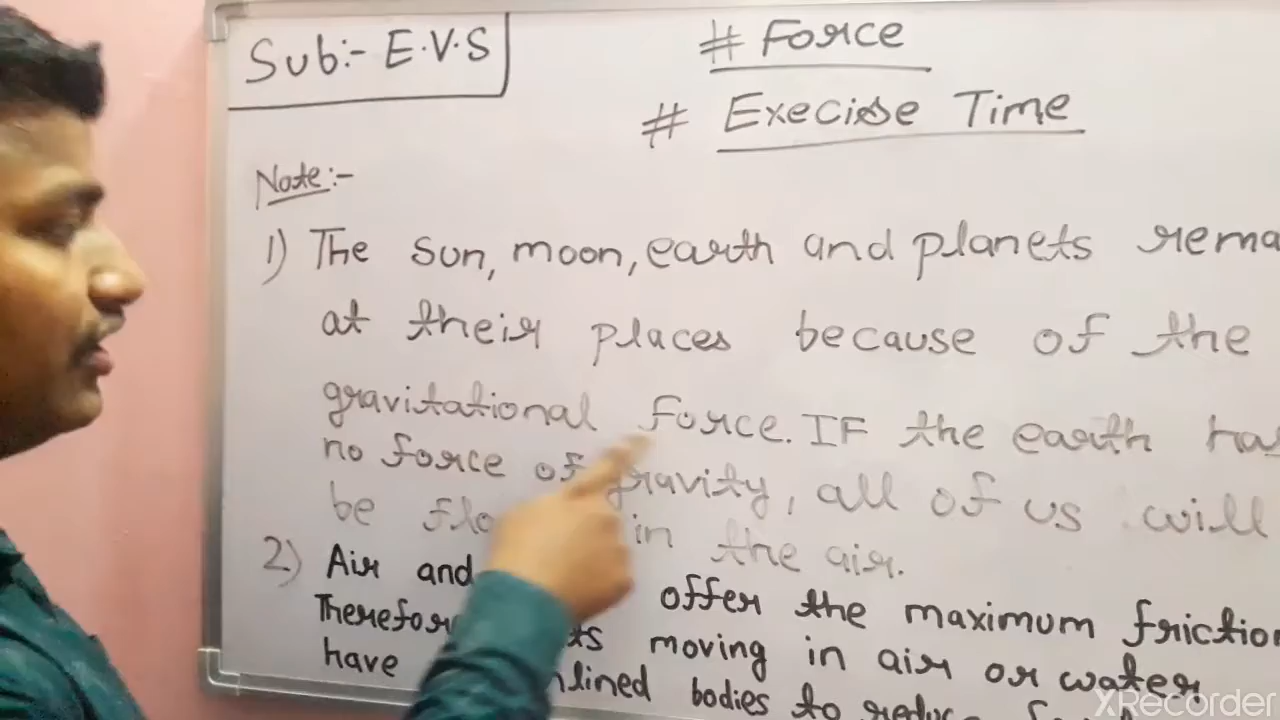 Sub:- E.V.S
# Force
# Execise Time
Note:-
1) The sun, moon, earth and planets rema
at their places because of the
gravitational force. IF the earth has
no force of gravity, all of us will
be in the air.
2) Air and offer the maximum friction
moving in air or water,
have bodies to reduce
XRecorder